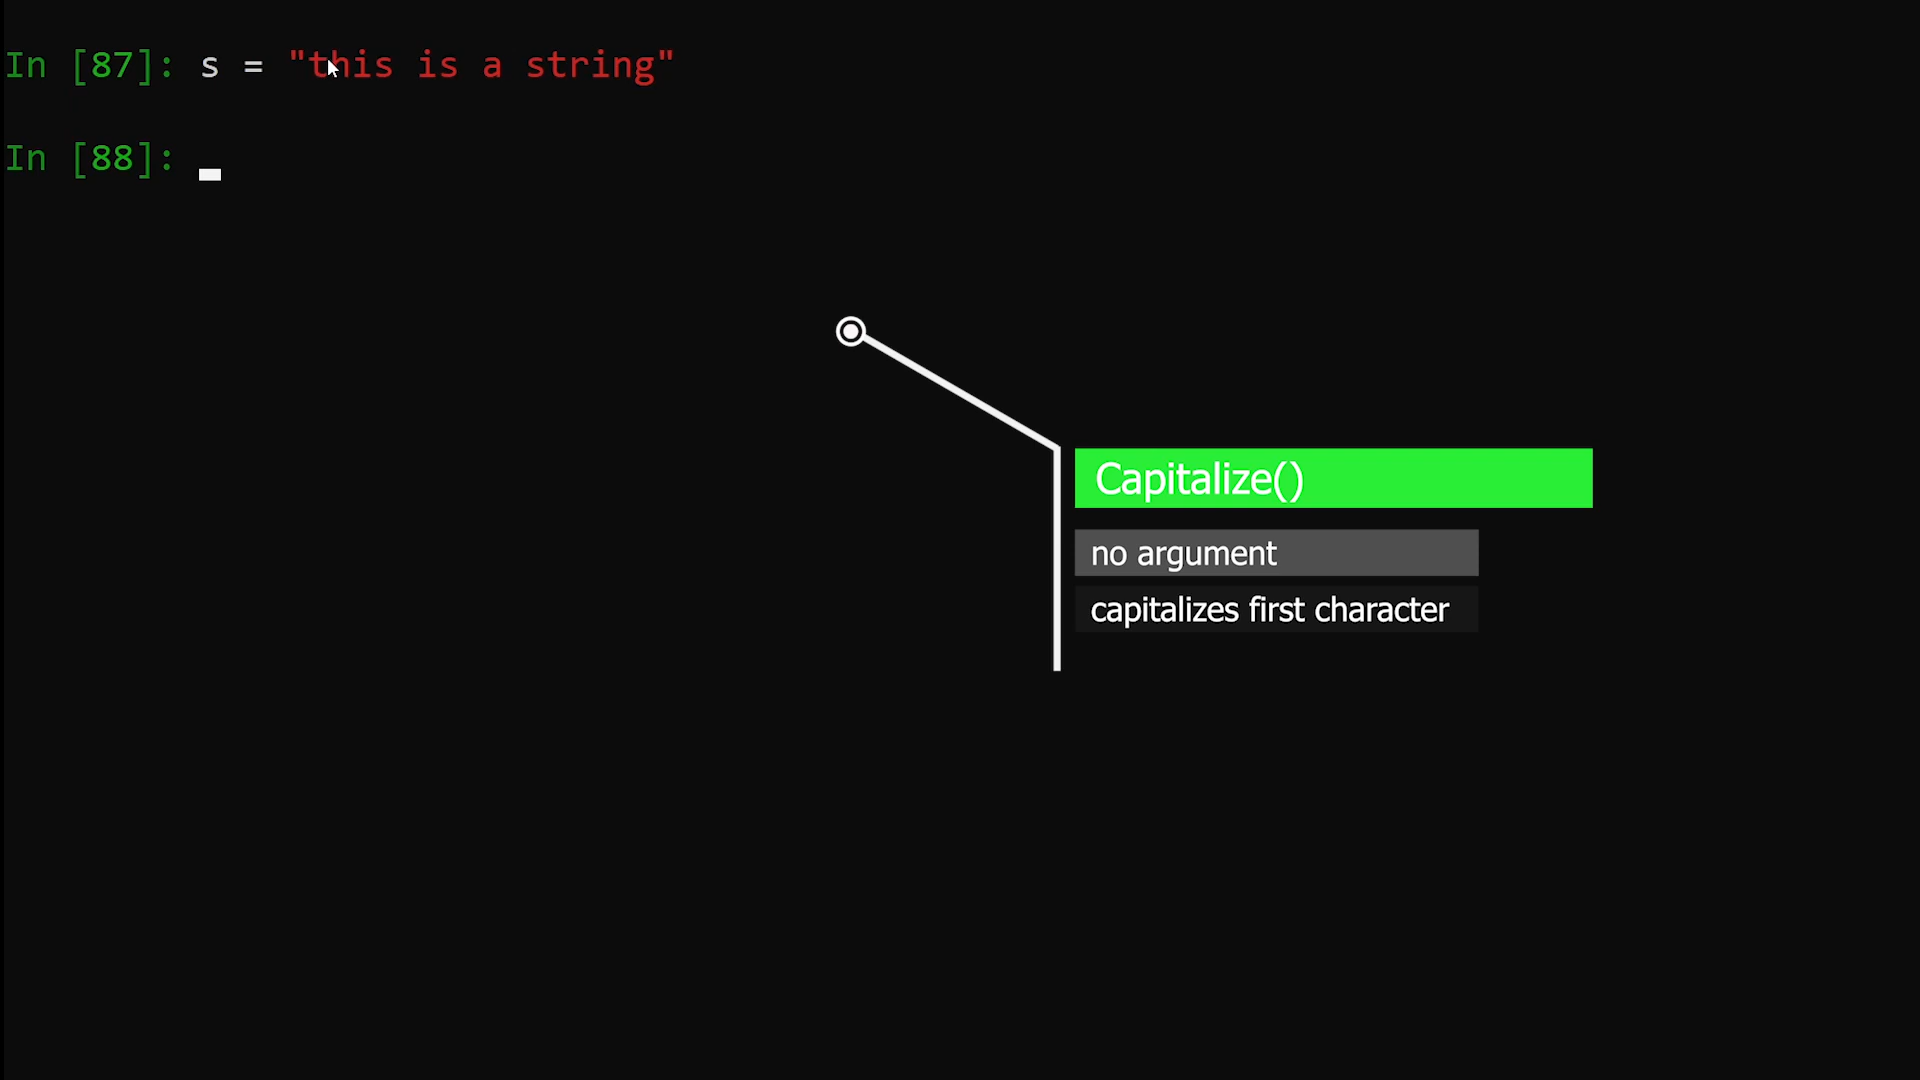 In [87]: s = "this is a string"
In [88]:
Capitalize()
no argument
capitalizes first character